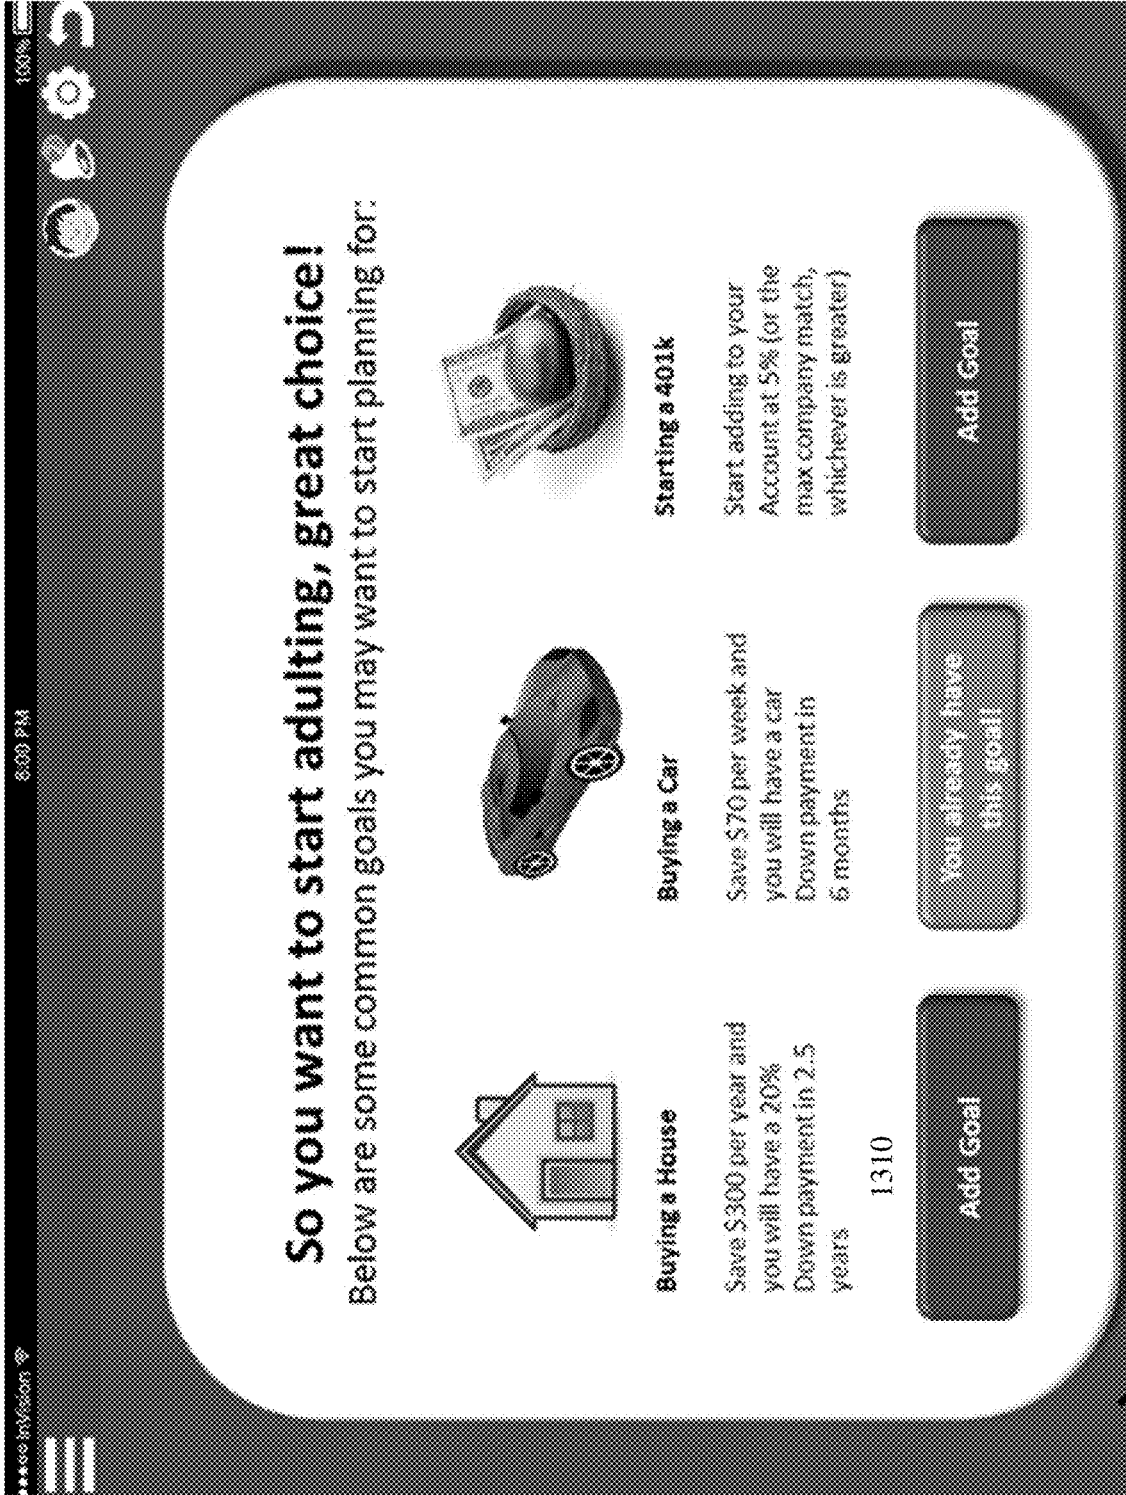 ●●●○○ InVision 8:00 PM 100%
So you want to start adulting, great choice!
Below are some common goals you may want to start planning for:
Buying a House
Save $300 per year and
you will have a 20%
Down payment in 2.5
years
1310
Add Goal
Buying a Car
Save $70 per week and
you will have a car
Down payment in
6 months
You already have
this goal!
Starting a 401k
Start adding to your
Account at 5% (or the
max company match,
whichever is greater)
Add Goal